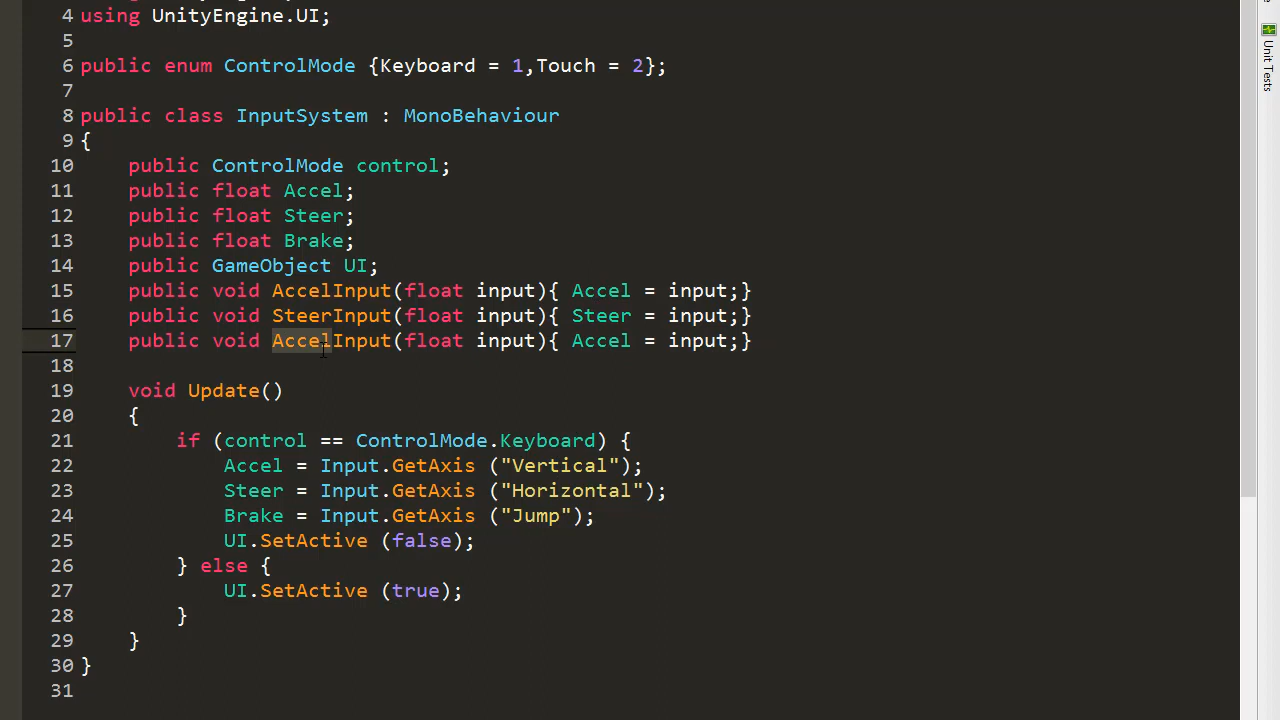 4 using UnityEngine.UI;
5
6 public enum ControlMode {Keyboard = 1,Touch = 2};
7
8 public class InputSystem : MonoBehaviour
9 {
10 public ControlMode control;
11 public float Accel;
12 public float Steer;
13 public float Brake;
14 public GameObject UI;
15 public void AccelInput(float input){ Accel = input;}
16 public void SteerInput(float input){ Steer = input;}
17 public void AccelInput(float input){ Accel = input;}
18
19 void Update()
20 {
21 if (control == ControlMode.Keyboard) {
22 Accel = Input.GetAxis ("Vertical");
23 Steer = Input.GetAxis ("Horizontal");
24 Brake = Input.GetAxis ("Jump");
25 UI.SetActive (false);
26 } else {
27 UI.SetActive (true);
28 }
29 }
30 }
31
Unit Tests